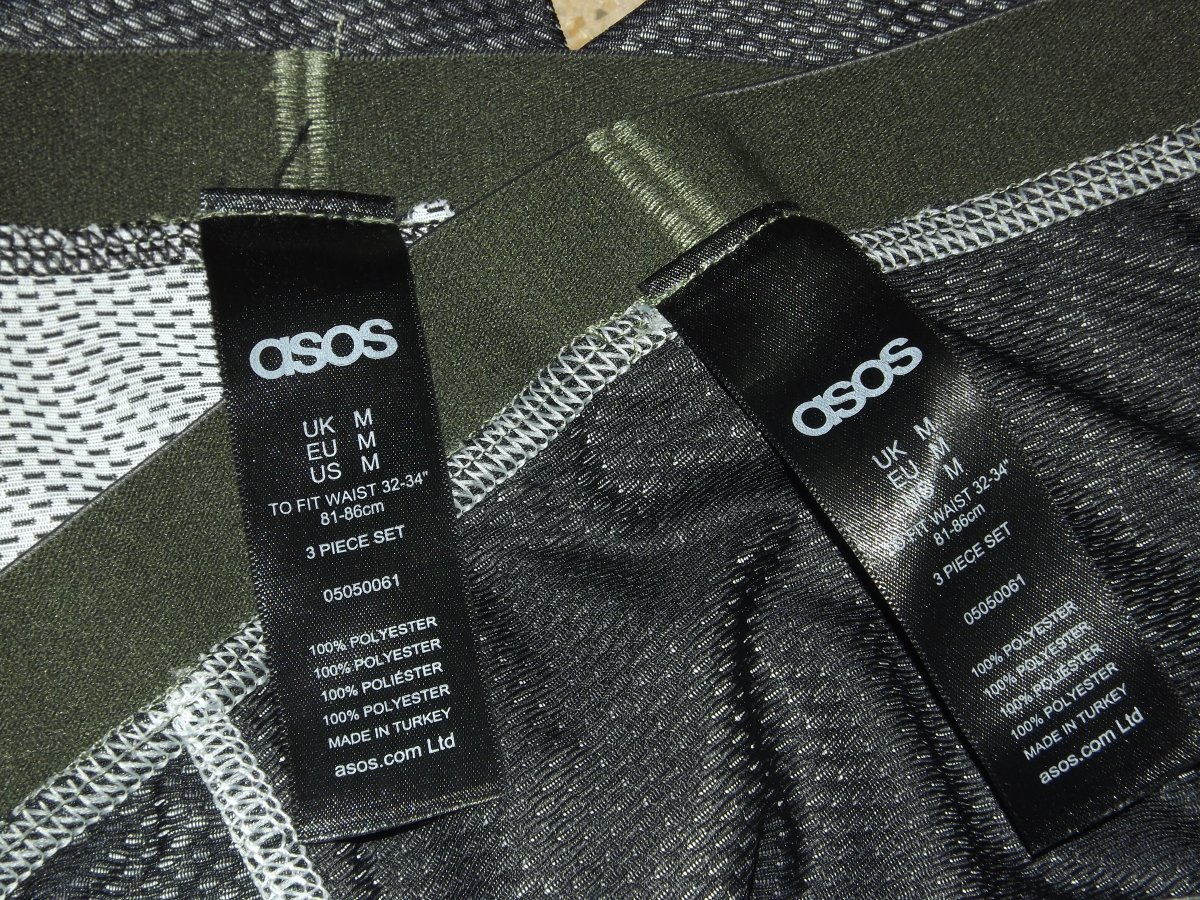 asos
UK M
EU M
US M
TO FIT WAIST 32-34"
81-86cm
3 PIECE SET
05050061
100% POLYESTER
100% POLYESTER
100% POLIÉSTER
100% POLYESTER
MADE IN TURKEY
asos.com Ltd
asos
UK M
EU M
M
FIT WAIST 32-34"
81-86cm
3 PIECE SET
05050061
100% POLYESTER
100% POLYESTER
100% POLIÉSTER
100% POLYESTER
MADE IN TURKEY
asos.com Ltd